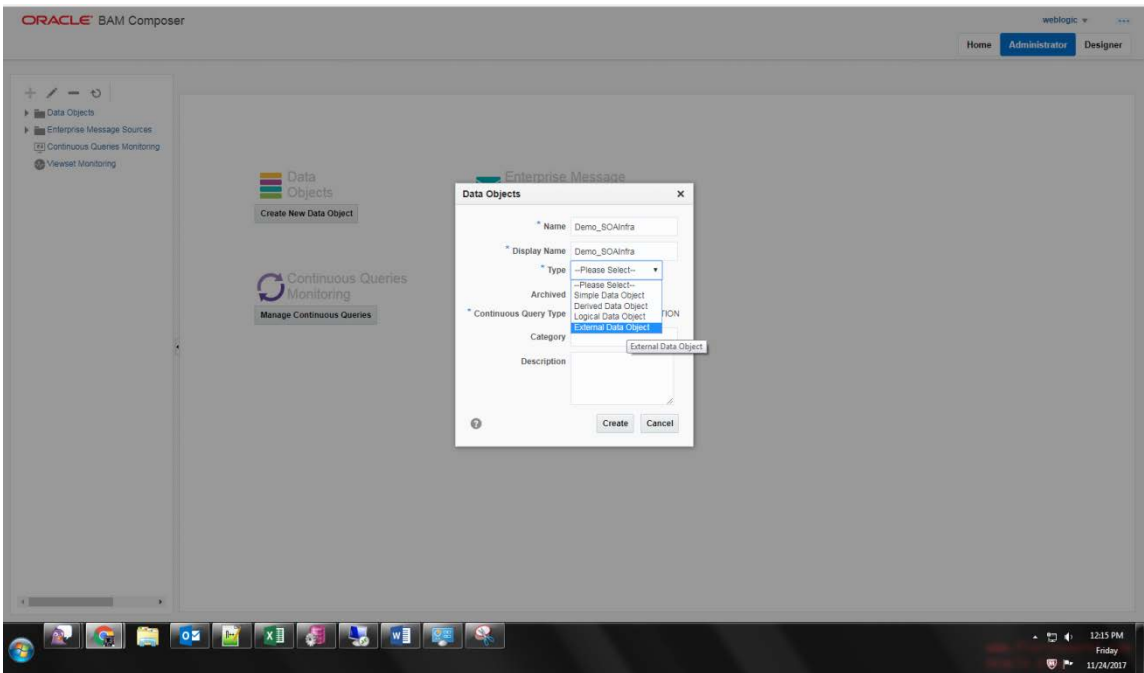 ORACLE® BAM Composer
weblogic
Home Administrator Designer
Data Objects
Enterprise Message Sources
Continuous Queries Monitoring
Viewset Monitoring
Data
Objects
Create New Data Object
Enterprise Message
Continuous Queries
Monitoring
Manage Continuous Queries
Data Objects
* Name Demo_SOAInfra
* Display Name Demo_SOAInfra
* Type --Please Select--
--Please Select--
Simple Data Object
Derived Data Object
Logical Data Object
External Data Object
Archived
* Continuous Query Type TION
Category
External Data Object
Description
Create Cancel
12:15 PM
Friday
11/24/2017